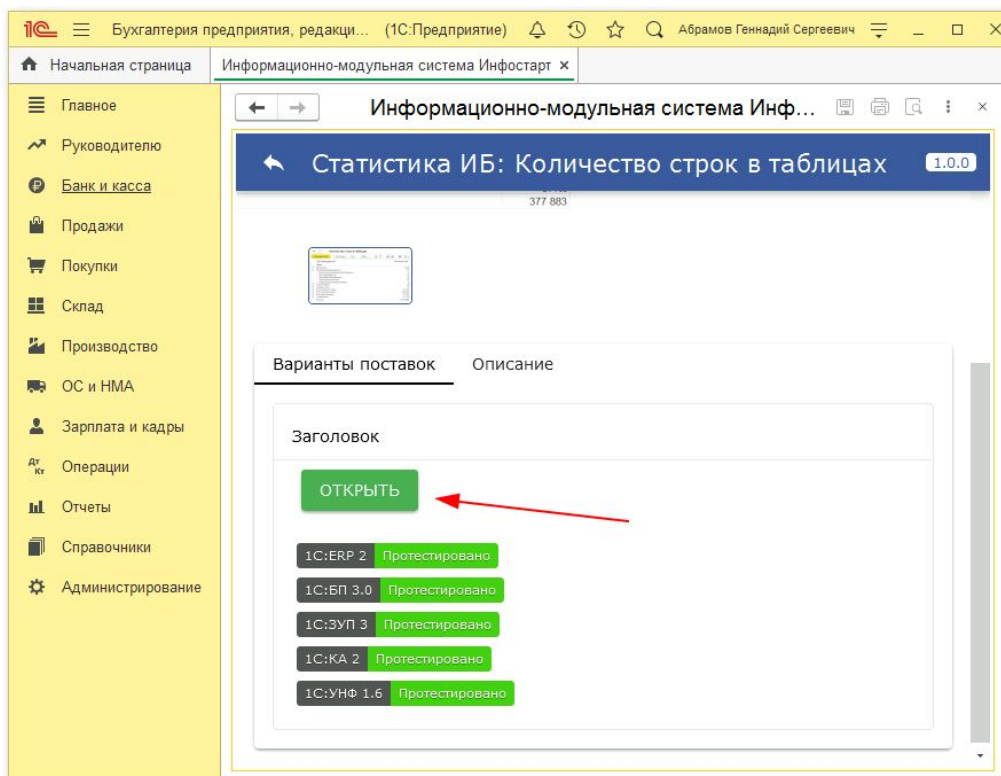 1С Бухгалтерия предприятия, редакци... (1С:Предприятие) Абрамов Геннадий Сергеевич
Начальная страница Информационно-модульная система Инфостарт
Главное
Руководителю
Банк и касса
Продажи
Покупки
Склад
Производство
ОС и НМА
Зарплата и кадры
Дт Кт Операции
Отчеты
Справочники
Администрирование
Информационно-модульная система Инф...
Статистика ИБ: Количество строк в таблицах 1.0.0
377 883
Варианты поставок Описание
Заголовок
ОТКРЫТЬ
1С:ERP 2 Протестировано
1С:БП 3.0 Протестировано
1С:ЗУП 3 Протестировано
1С:КА 2 Протестировано
1С:УНФ 1.6 Протестировано